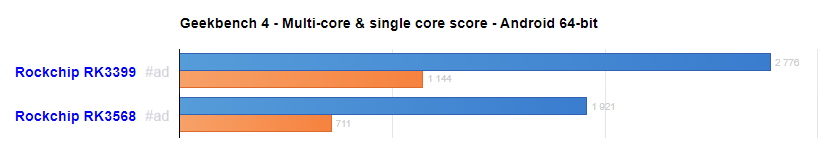 Geekbench 4 - Multi-core & single core score - Android 64-bit
Rockchip RK3399 #ad
2 776
1 144
Rockchip RK3568 #ad
1 921
711